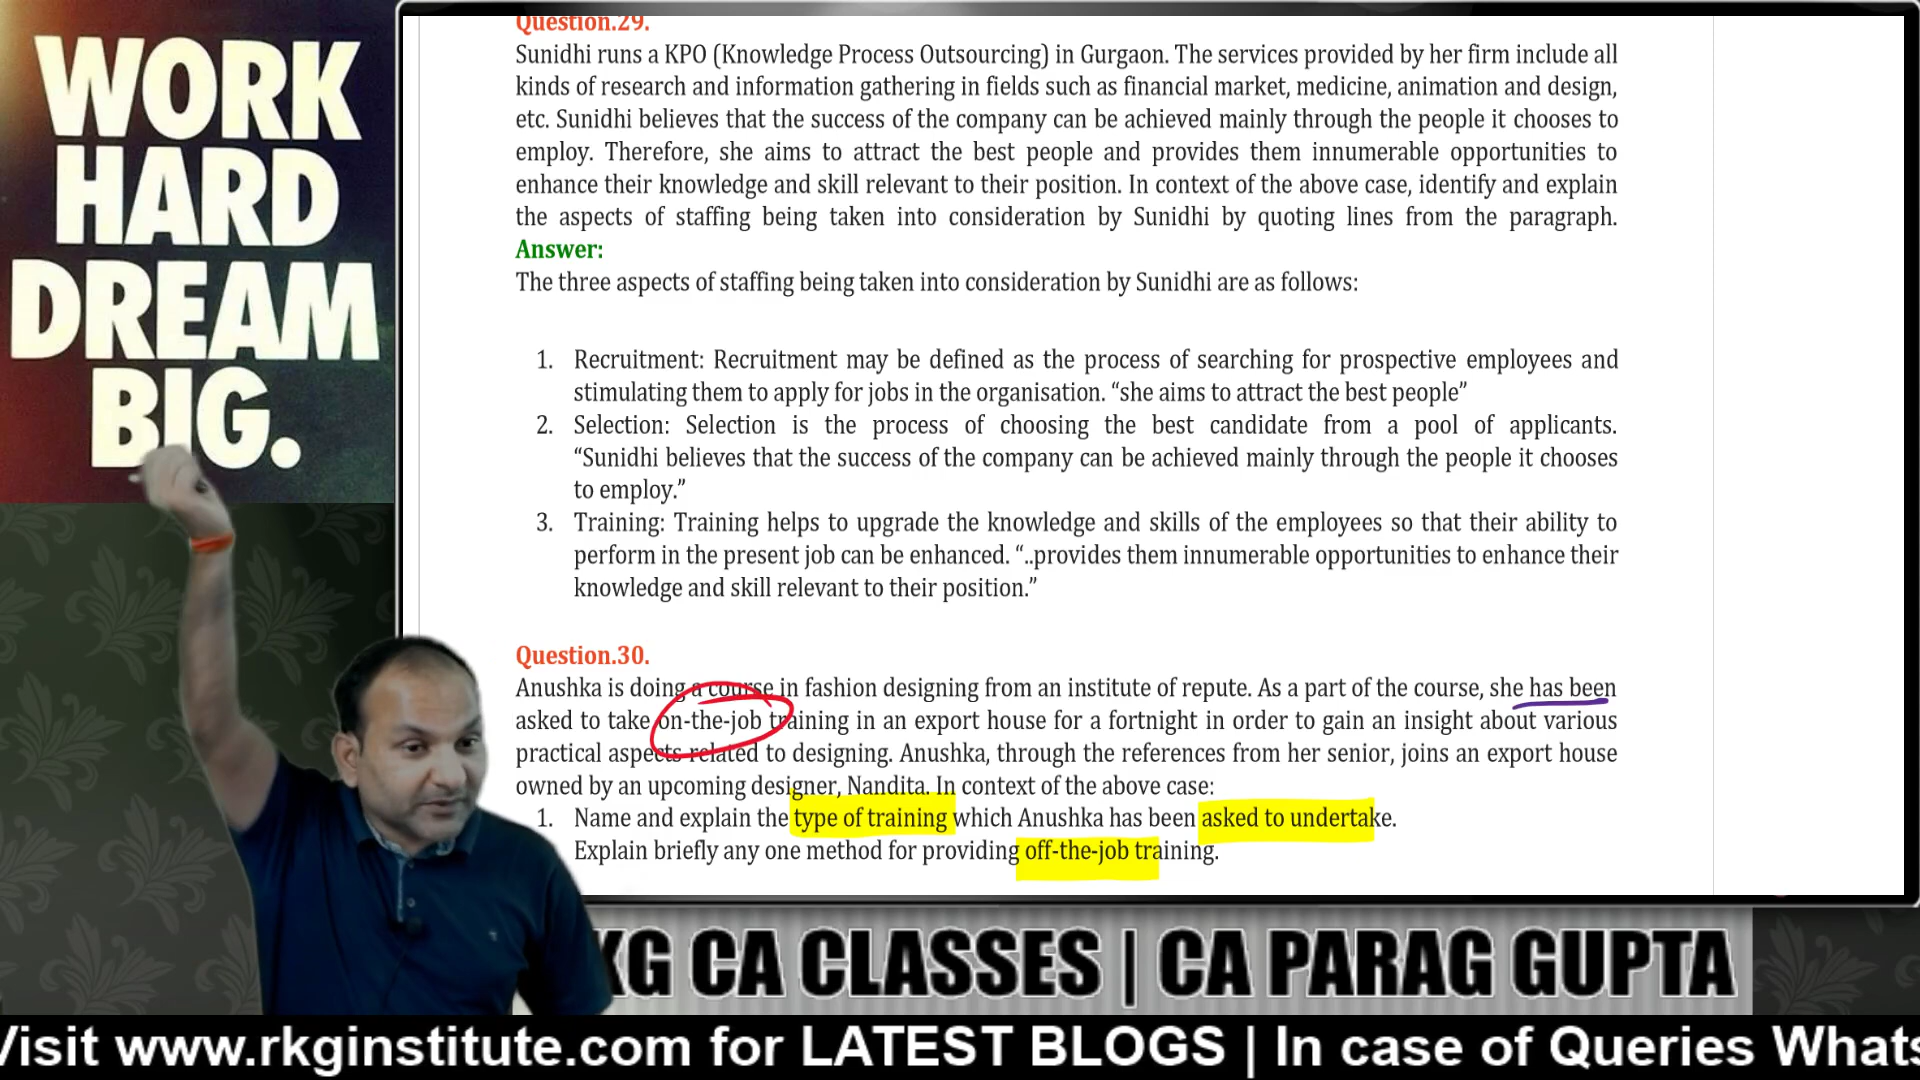 WORK
HARD
DREAM
BIG.
Question.29.
Sunidhi runs a KPO (Knowledge Process Outsourcing) in Gurgaon. The services provided by her firm include all
kinds of research and information gathering in fields such as financial market, medicine, animation and design,
etc. Sunidhi believes that the success of the company can be achieved mainly through the people it chooses to
employ. Therefore, she aims to attract the best people and provides them innumerable opportunities to
enhance their knowledge and skill relevant to their position. In context of the above case, identify and explain
the aspects of staffing being taken into consideration by Sunidhi by quoting lines from the paragraph.
Answer:
The three aspects of staffing being taken into consideration by Sunidhi are as follows:
1. Recruitment: Recruitment may be defined as the process of searching for prospective employees and
stimulating them to apply for jobs in the organisation. “she aims to attract the best people”
2. Selection: Selection is the process of choosing the best candidate from a pool of applicants.
“Sunidhi believes that the success of the company can be achieved mainly through the people it chooses
to employ.”
3. Training: Training helps to upgrade the knowledge and skills of the employees so that their ability to
perform in the present job can be enhanced. “..provides them innumerable opportunities to enhance their
knowledge and skill relevant to their position.”
Question.30.
Anushka is doing a course in fashion designing from an institute of repute. As a part of the course, she has been
asked to take on-the-job training in an export house for a fortnight in order to gain an insight about various
practical aspects related to designing. Anushka, through the references from her senior, joins an export house
owned by an upcoming designer, Nandita. In context of the above case:
1. Name and explain the type of training which Anushka has been asked to undertake.
Explain briefly any one method for providing off-the-job training.
KG CA CLASSES | CA PARAG GUPTA
Visit www.rkginstitute.com for LATEST BLOGS | In case of Queries Whats